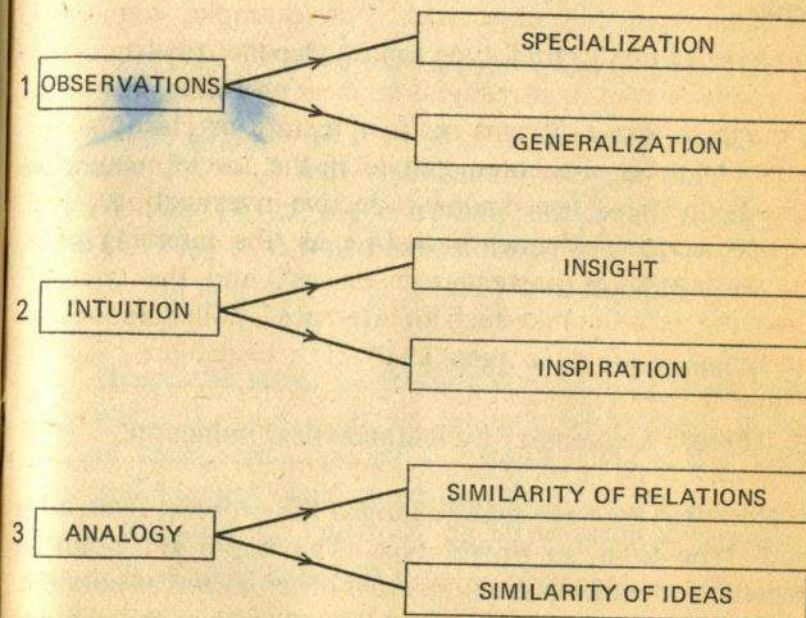 SPECIALIZATION
1 OBSERVATIONS
GENERALIZATION
INSIGHT
2 INTUITION
INSPIRATION
SIMILARITY OF RELATIONS
3 ANALOGY
SIMILARITY OF IDEAS